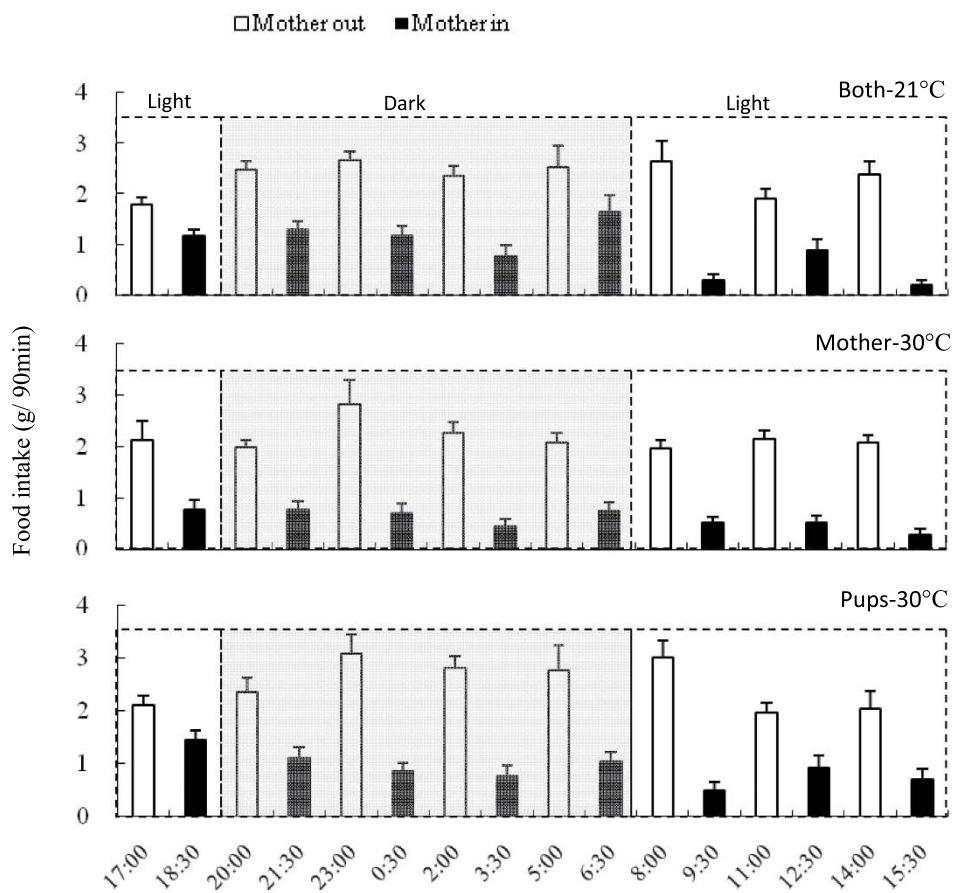 Mother out Mother in
Both-21°C
Light Dark Light
4
3
2
1
0
Mother-30°C
4
3
2
1
0
Pups-30°C
4
3
2
1
0
Food intake (g/ 90min)
17:00 18:30 20:00 21:30 23:00 0:30 2:00 3:30 5:00 6:30 8:00 9:30 11:00 12:30 14:00 15:30